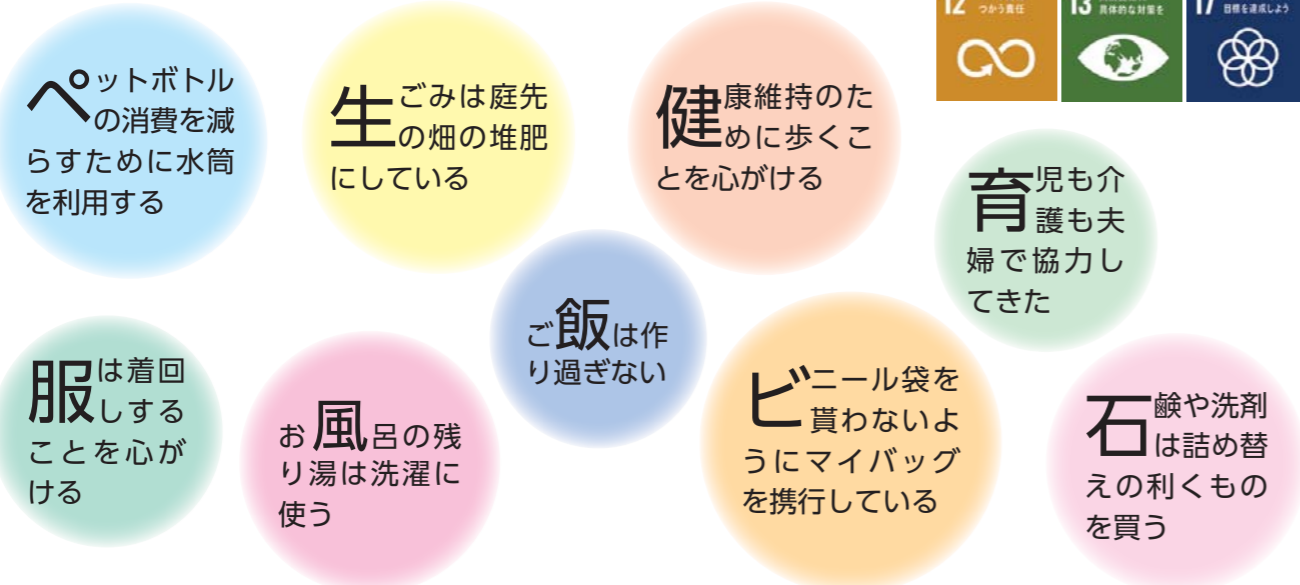 12 つかう責任
13 具体的な対策を
17 目標を達成しよう
ペットボトル
の消費を減
らすために水筒
を利用する
生ごみは庭先
の畑の堆肥
にしている
健康維持のた
めに歩くこ
とを心がける
育児も介
護も夫
婦で協力し
てきた
ご飯は作
り過ぎない
服は着回
しする
ことを心が
ける
お風呂の残
り湯は洗濯に
使う
ビニール袋を
貰わないよ
うにマイバッグ
を携行している
石鹸や洗剤
は詰め替
えの利くもの
を買う